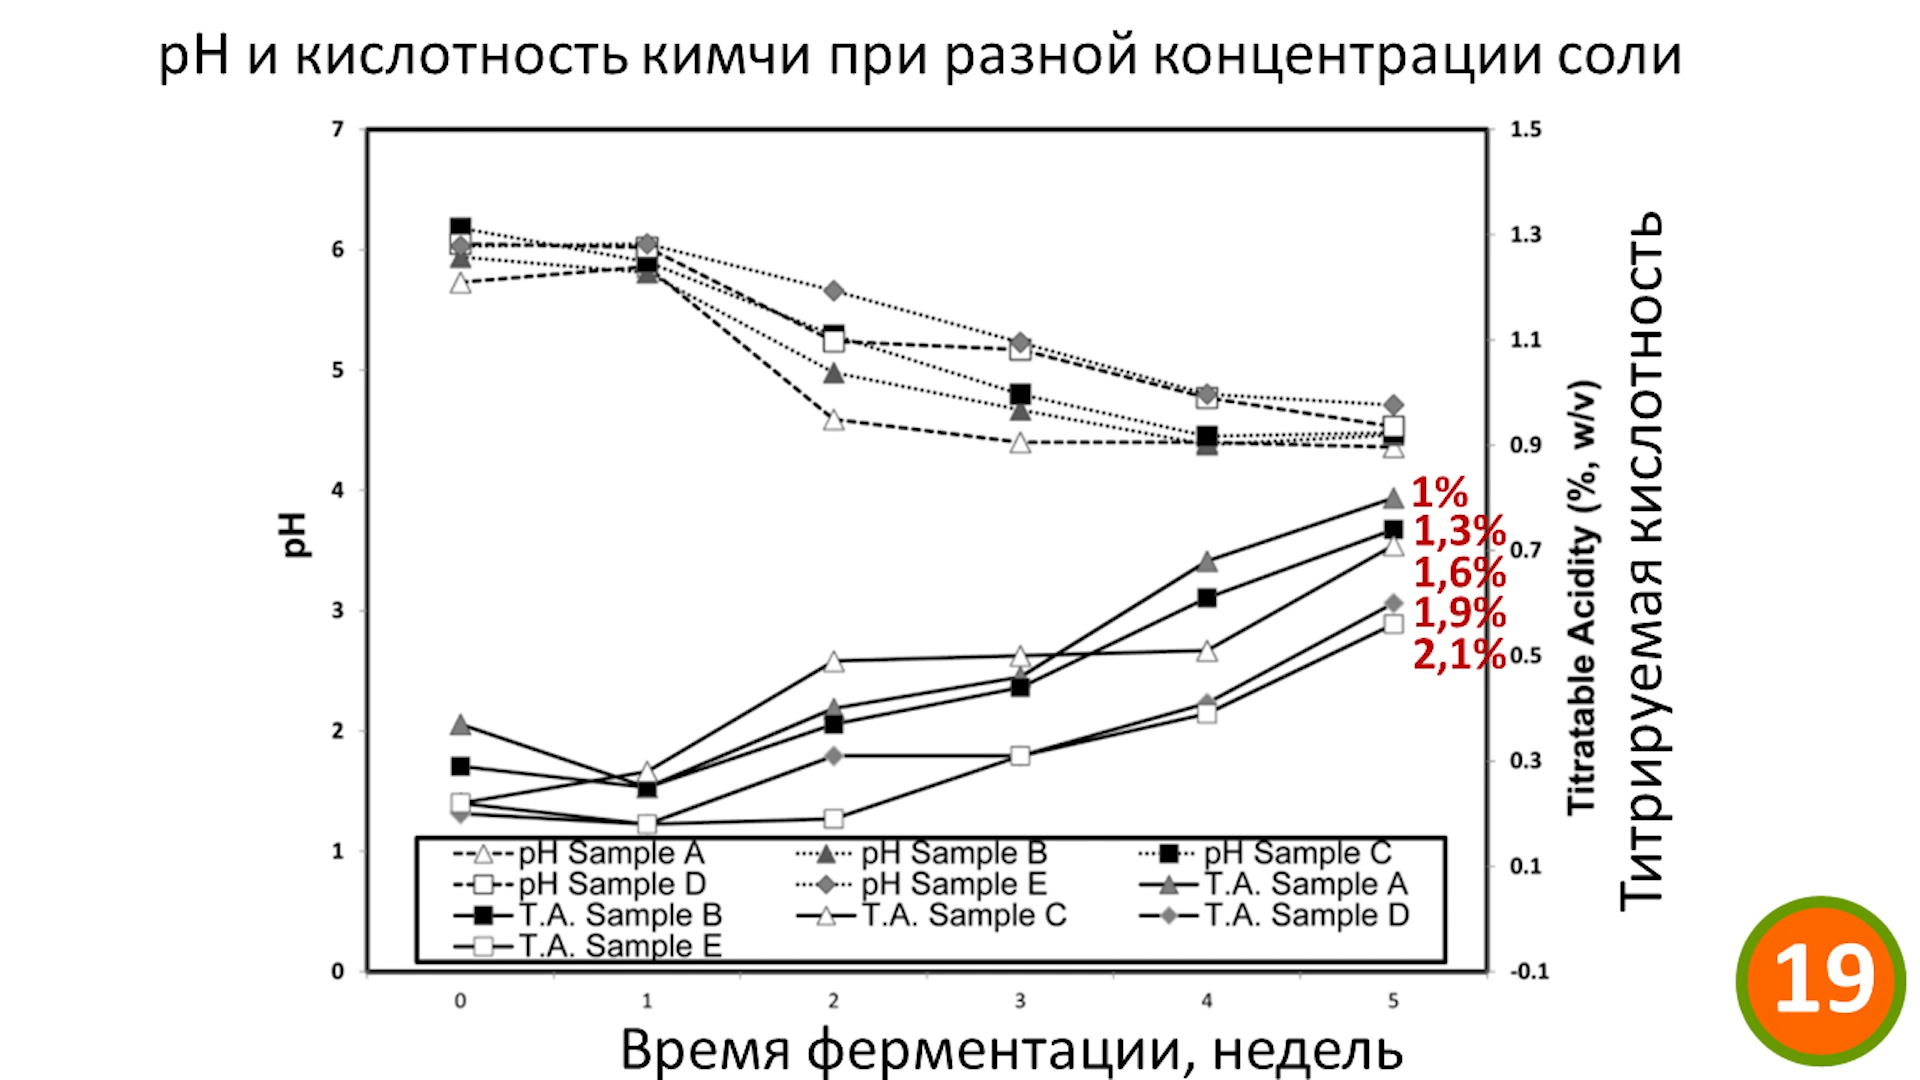 pH и кислотность кимчи при разной концентрации соли
7
6
5
4
3
2
1
0
pH
1.5
1.3
1.1
0.9
0.7
0.5
0.3
0.1
-0.1
Titratable Acidity (%, w/v)
Титрируемая кислотность
1%
1,3%
1,6%
1,9%
2,1%
pH Sample A pH Sample B pH Sample C
pH Sample D pH Sample E T.A. Sample A
T.A. Sample B T.A. Sample C T.A. Sample D
T.A. Sample E
0 1 2 3 4 5
Время ферментации, недель
19